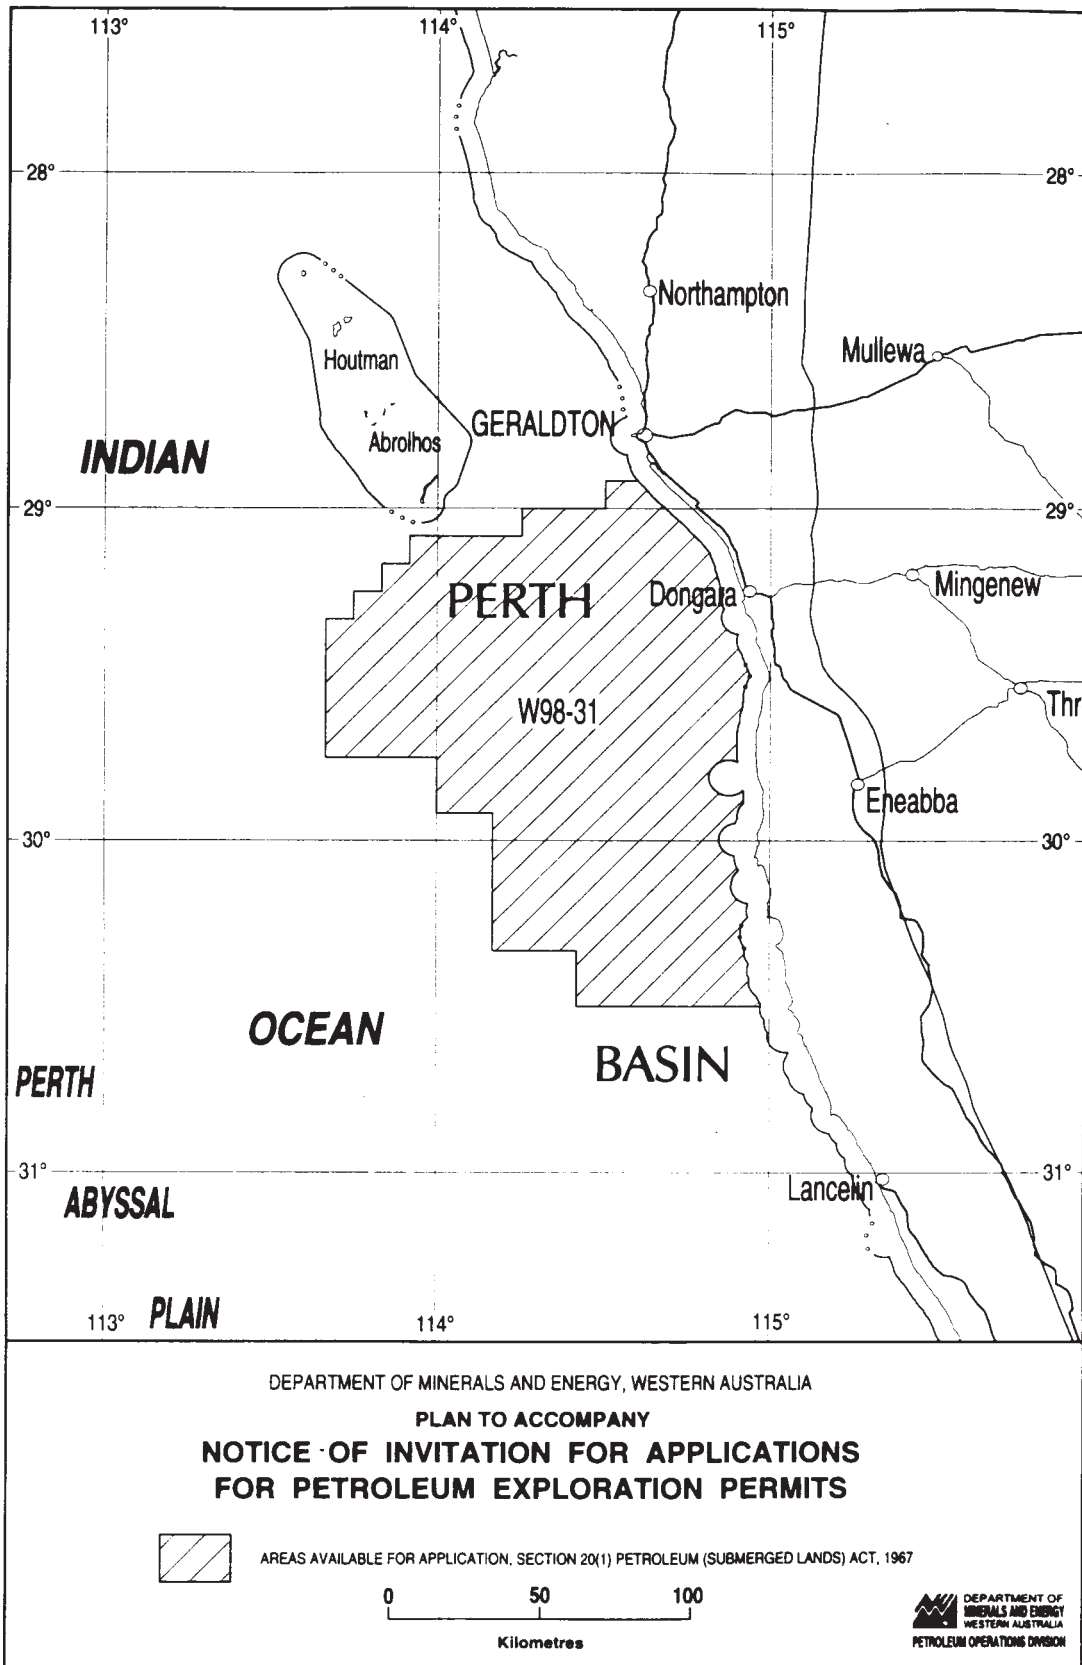 113°
114°
115°
28°
28°
Northampton
Mullewa
Houtman
GERALDTON
Abrolhos
INDIAN
29°
29°
PERTH
Dongara
Mingenew
W98-31
Thr
Eneabba
30°
30°
OCEAN
BASIN
PERTH
31°
31°
Lancelin
ABYSSAL
PLAIN
113°
114°
115°
DEPARTMENT OF MINERALS AND ENERGY, WESTERN AUSTRALIA
PLAN TO ACCOMPANY
NOTICE OF INVITATION FOR APPLICATIONS
FOR PETROLEUM EXPLORATION PERMITS
AREAS AVAILABLE FOR APPLICATION, SECTION 20(1) PETROLEUM (SUBMERGED LANDS) ACT, 1967
0 50 100
Kilometres
DEPARTMENT OF
MINERALS AND ENERGY
WESTERN AUSTRALIA
PETROLEUM OPERATIONS DIVISION